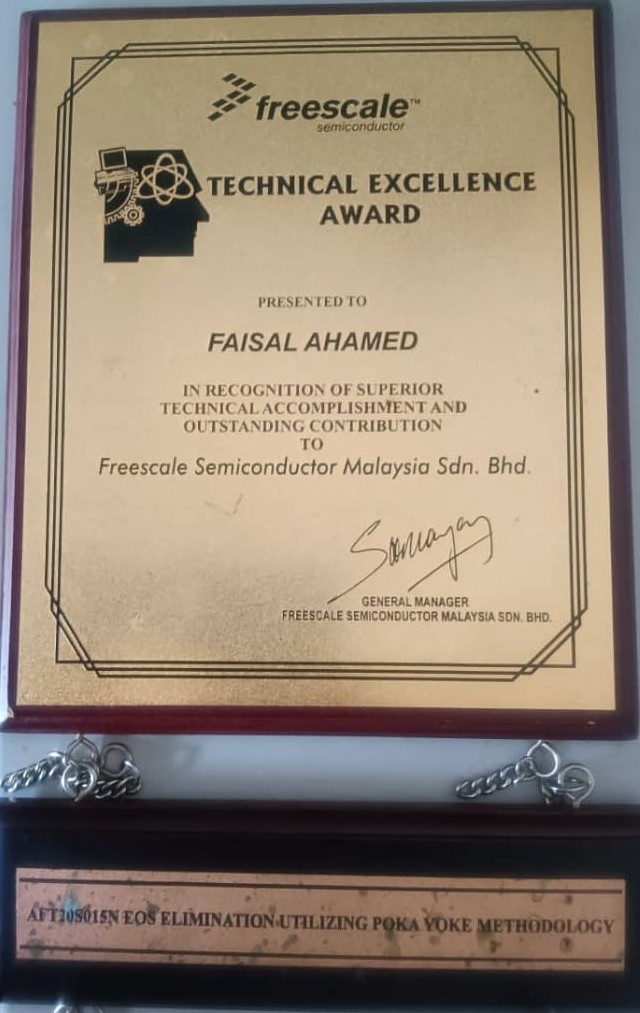 freescale™
semiconductor
TECHNICAL EXCELLENCE
AWARD
PRESENTED TO
FAISAL AHAMED
IN RECOGNITION OF SUPERIOR
TECHNICAL ACCOMPLISHMENT AND
OUTSTANDING CONTRIBUTION
TO
Freescale Semiconductor Malaysia Sdn. Bhd.
GENERAL MANAGER
FREESCALE SEMICONDUCTOR MALAYSIA SDN. BHD.
AFT20S015N EOS ELIMINATION UTILIZING POKA YOKE METHODOLOGY